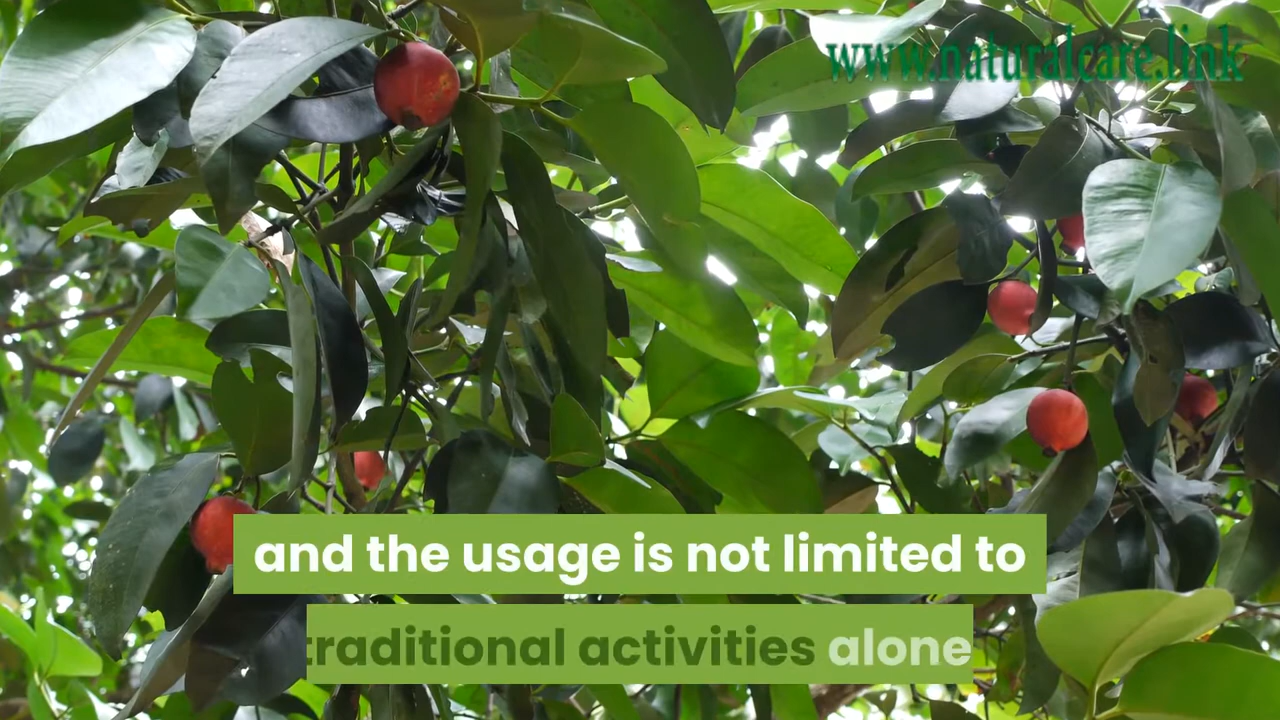 www.naturalcare.link
and the usage is not limited to
traditional activities alone